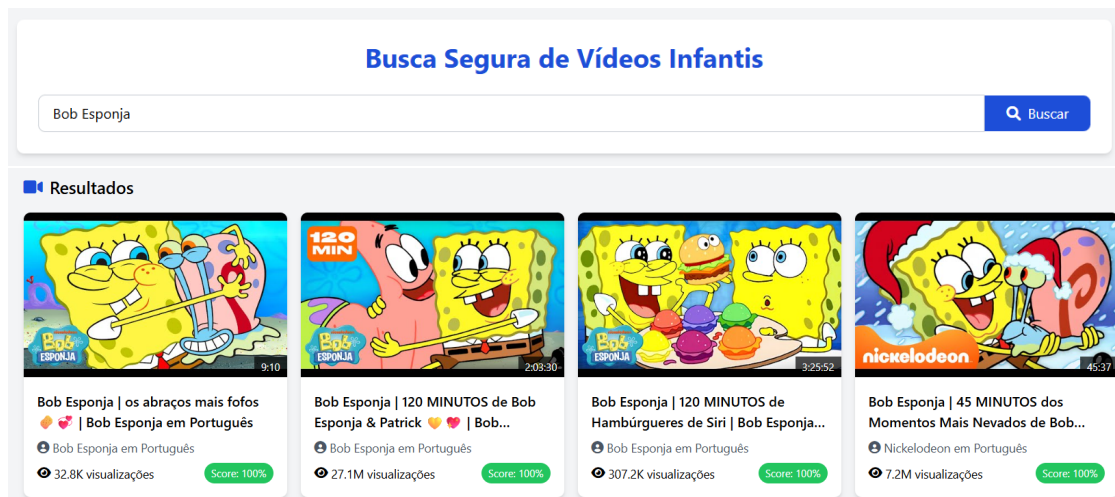 Busca Segura de Vídeos Infantis
Bob Esponja
Buscar
Resultados
BOB
ESPONJA
9:10
Bob Esponja | os abraços mais fofos
| Bob Esponja em Português
Bob Esponja em Português
32.8K visualizações
Score: 100%
120
MIN
BOB
ESPONJA
2:03:30
Bob Esponja | 120 MINUTOS de Bob
Esponja & Patrick 💛 💖 | Bob...
Bob Esponja em Português
27.1M visualizações
Score: 100%
BOB
ESPONJA
3:25:52
Bob Esponja | 120 MINUTOS de
Hambúrgueres de Siri | Bob Esponja...
Bob Esponja em Português
307.2K visualizações
Score: 100%
nickelodeon
45:37
Bob Esponja | 45 MINUTOS dos
Momentos Mais Nevados de Bob...
Nickelodeon em Português
7.2M visualizações
Score: 100%